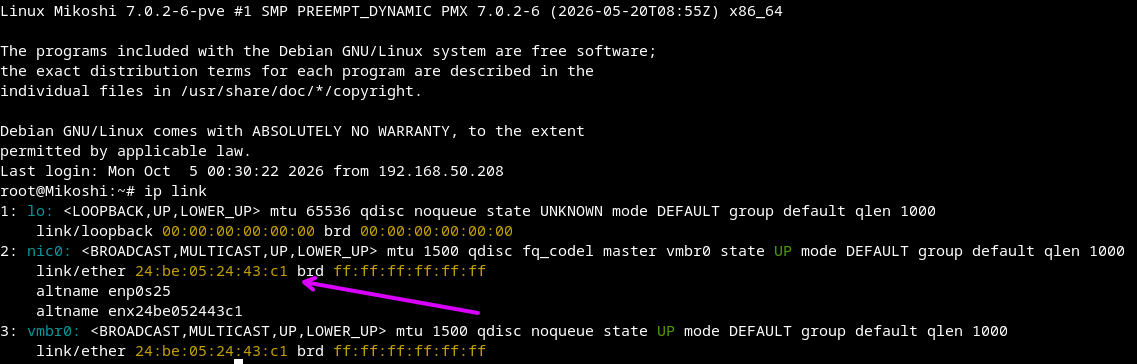 Linux Mikoshi 7.0.2-6-pve #1 SMP PREEMPT_DYNAMIC PMX 7.0.2-6 (2026-05-20T08:55Z) x86_64
The programs included with the Debian GNU/Linux system are free software;
the exact distribution terms for each program are described in the
individual files in /usr/share/doc/*/copyright.
Debian GNU/Linux comes with ABSOLUTELY NO WARRANTY, to the extent
permitted by applicable law.
Last login: Mon Oct  5 00:30:22 2026 from 192.168.50.208
root@Mikoshi:~# ip link
1: lo: <LOOPBACK,UP,LOWER_UP> mtu 65536 qdisc noqueue state UNKNOWN mode DEFAULT group default qlen 1000
    link/loopback 00:00:00:00:00:00 brd 00:00:00:00:00:00
2: nic0: <BROADCAST,MULTICAST,UP,LOWER_UP> mtu 1500 qdisc fq_codel master vmbr0 state UP mode DEFAULT group default qlen 1000
    link/ether 24:be:05:24:43:c1 brd ff:ff:ff:ff:ff:ff
    altname enp0s25
    altname enx24be052443c1
3: vmbr0: <BROADCAST,MULTICAST,UP,LOWER_UP> mtu 1500 qdisc noqueue state UP mode DEFAULT group default qlen 1000
    link/ether 24:be:05:24:43:c1 brd ff:ff:ff:ff:ff:ff